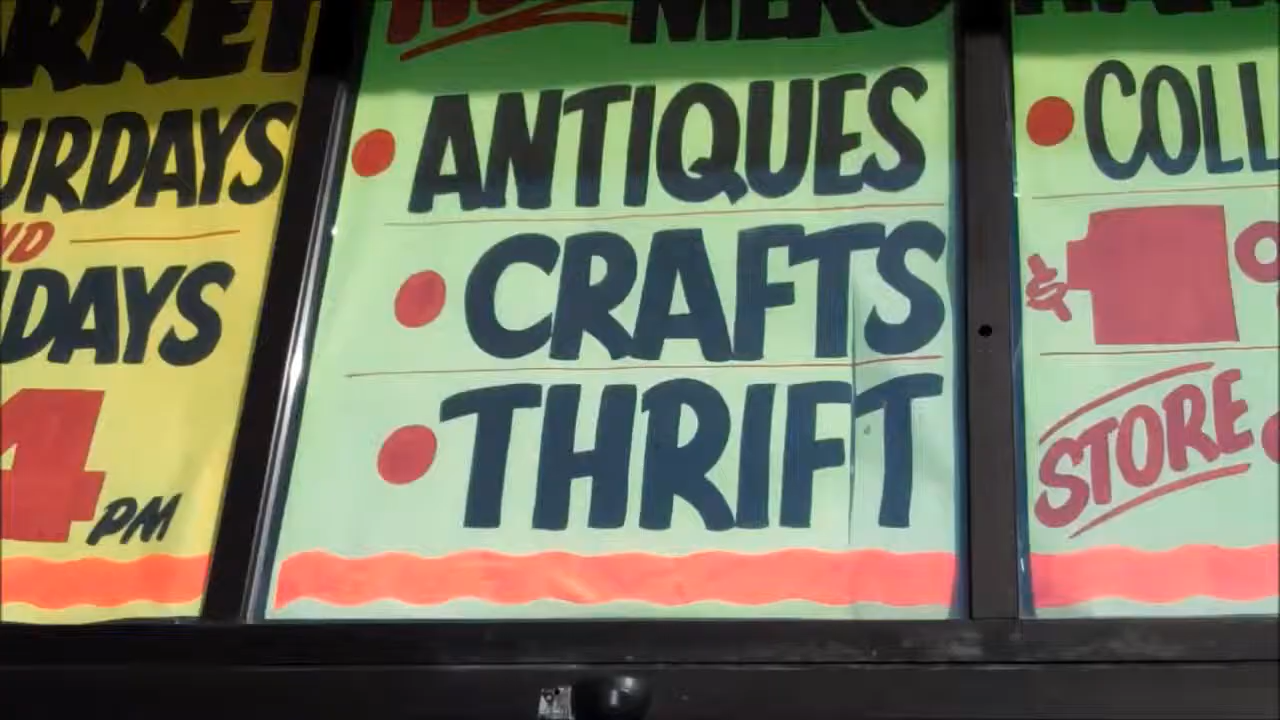 ANTIQUES
CRAFTS
THRIFT
URDAYS
DAYS
4 PM
COLL
STORE